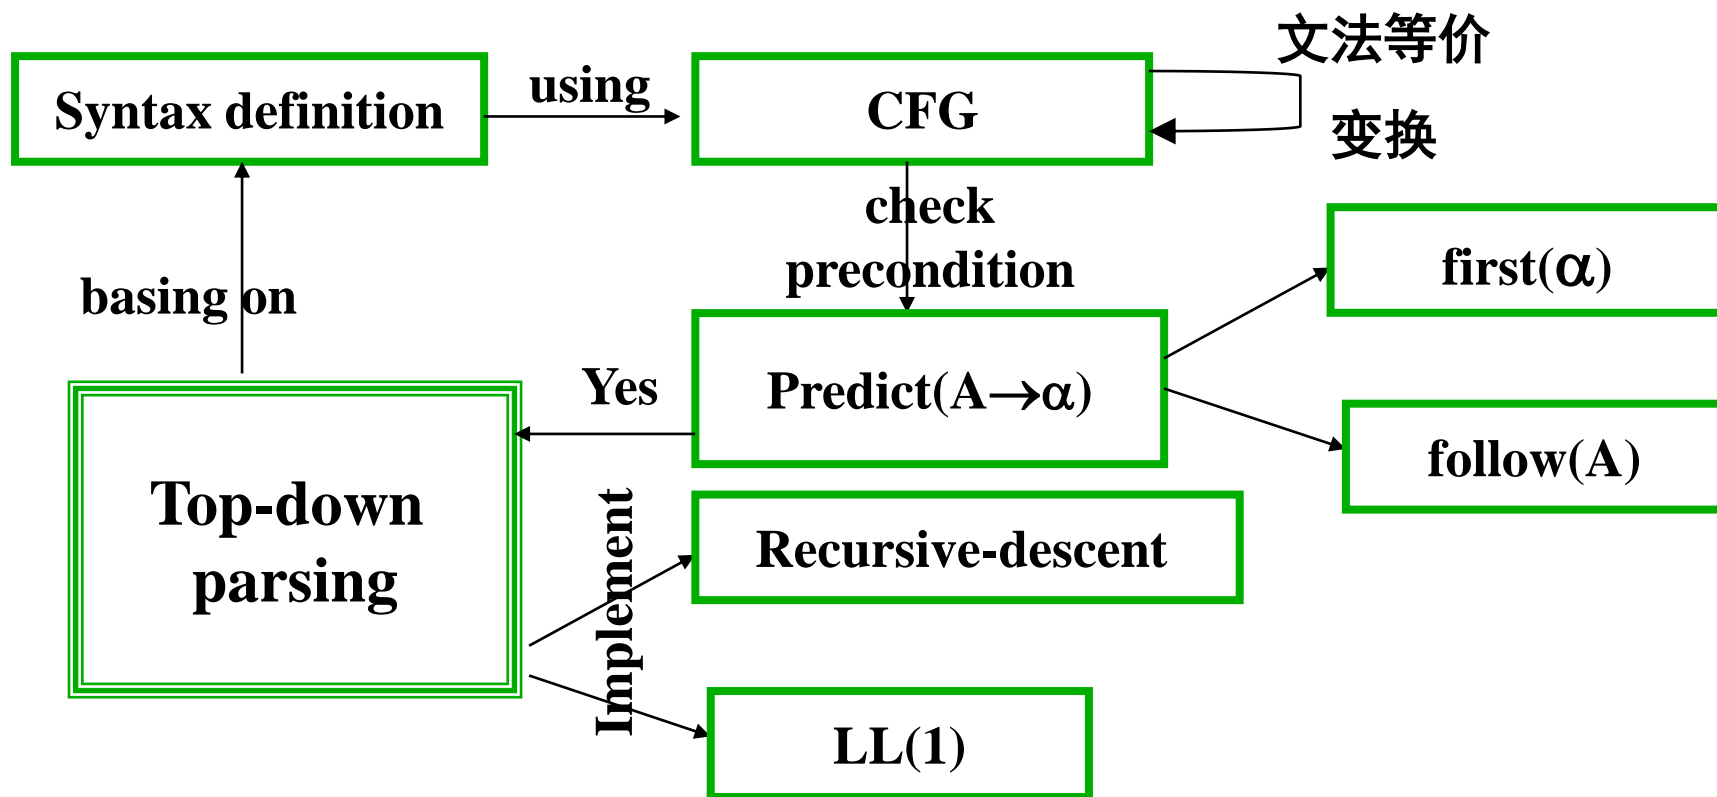 文法等价
变换
Syntax definition
using
CFG
check
precondition
basing on
first(α)
Predict(A→α)
Yes
follow(A)
Top-down
parsing
Implement
Recursive-descent
LL(1)